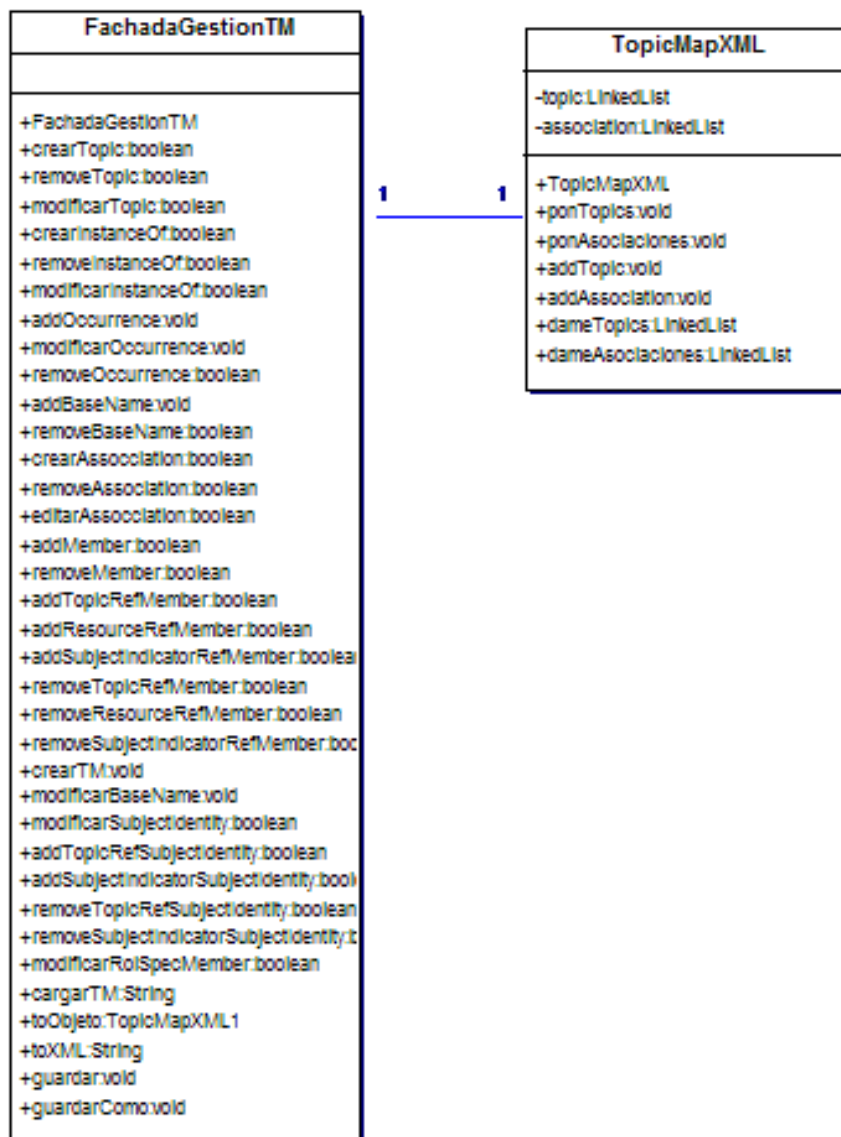 FachadaGestionTM
+FachadaGestionTM
+crearTopic:boolean
+removeTopic:boolean
+modificarTopic:boolean
+crearInstanceOf:boolean
+removeInstanceOf:boolean
+modificarInstanceOf:boolean
+addOccurrence:void
+modificarOccurrence:void
+removeOccurrence:boolean
+addBaseName:void
+removeBaseName:boolean
+crearAssocciation:boolean
+removeAssociation:boolean
+editarAssocciation:boolean
+addMember:boolean
+removeMember:boolean
+addTopicRefMember:boolean
+addResourceRefMember:boolean
+addSubjectIndicatorRefMember:boolea
+removeTopicRefMember:boolean
+removeResourceRefMember:boolean
+removeSubjectIndicatorRefMember:boo
+crearTM:void
+modificarBaseName:void
+modificarSubjectIdentity:boolean
+addTopicRefSubjectIdentity:boolean
+addSubjectIndicatorSubjectIdentity:bool
+removeTopicRefSubjectIdentity:boolean
+removeSubjectIndicatorSubjectIdentity:b
+modificarRolSpecMember:boolean
+cargarTM:String
+toObjeto:TopicMapXML1
+toXML:String
+guardar:void
+guardarComo:void
1 1
TopicMapXML
-topic:LinkedList
-association:LinkedList
+TopicMapXML
+ponTopics:void
+ponAsociaciones:void
+addTopic:void
+addAssociation:void
+dameTopics:LinkedList
+dameAsociaciones:LinkedList